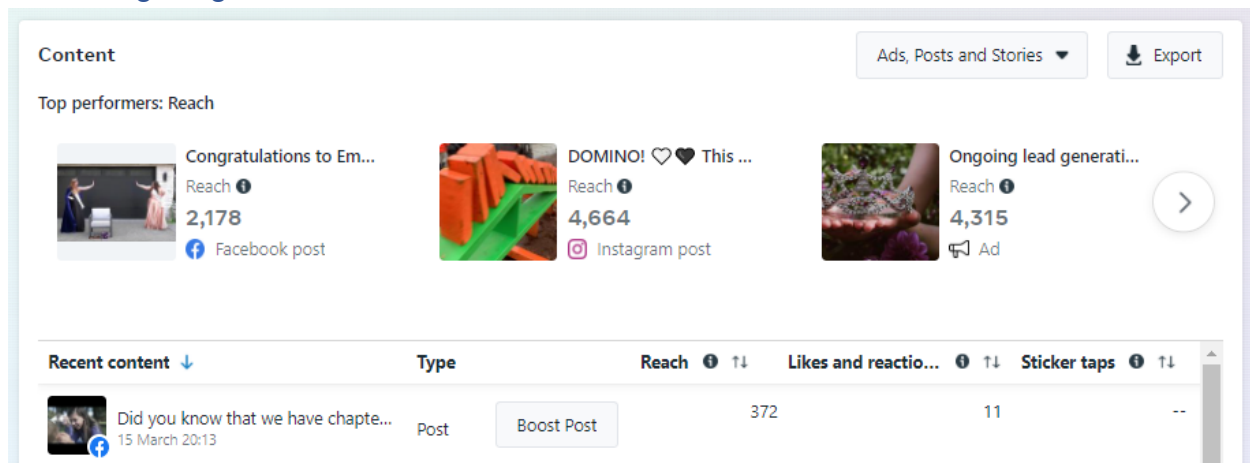 Content
Ads, Posts and Stories
Export
Top performers: Reach
Congratulations to Em...
Reach
2,178
Facebook post
DOMINO! 🤍🖤 This ...
Reach
4,664
Instagram post
Ongoing lead generati...
Reach
4,315
Ad
Recent content Type Reach Likes and reactio... Sticker taps
Did you know that we have chapte...
15 March 20:13
Post
Boost Post
372
11
--